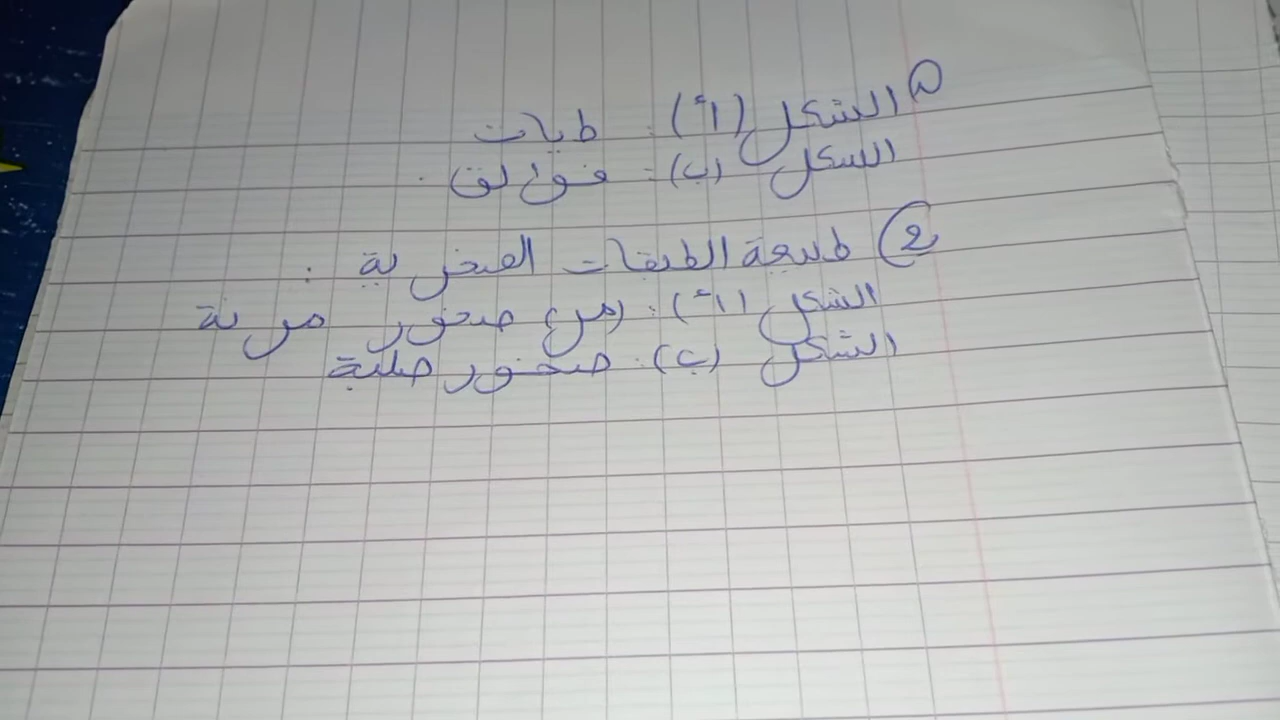 ① الشكل (أ): طيات
الشكل (ب): فوالق.
② طبيعة الطبقات الصخرية:
الشكل (أ): صخور مرنة
الشكل (ب): صخور صلبة